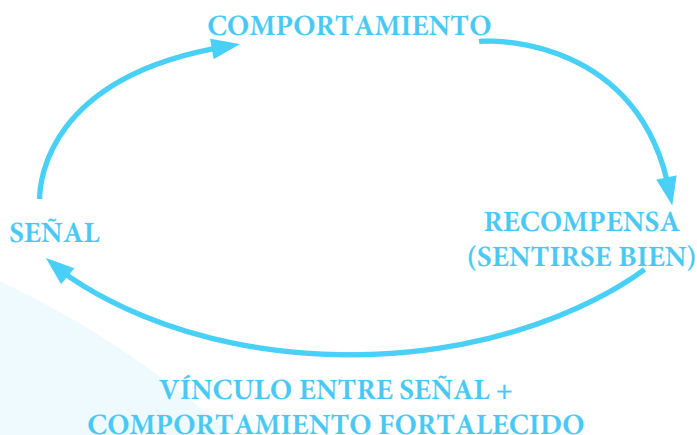 COMPORTAMIENTO
SEÑAL
RECOMPENSA
(SENTIRSE BIEN)
VÍNCULO ENTRE SEÑAL +
COMPORTAMIENTO FORTALECIDO